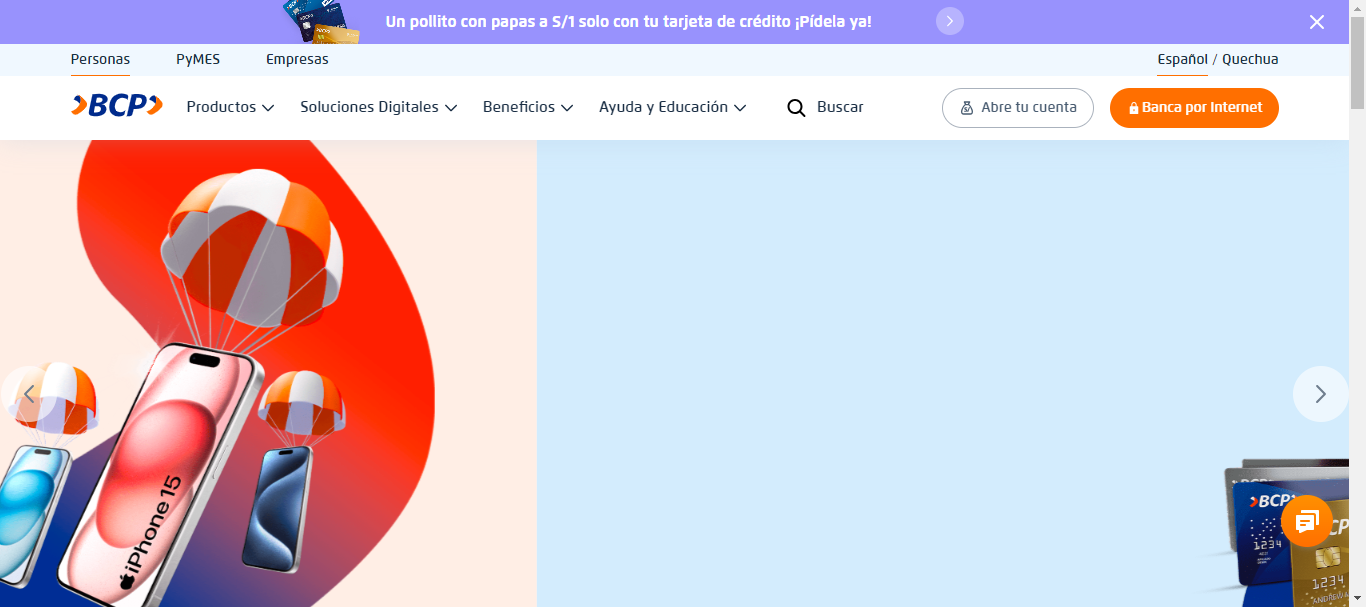 Un pollito con papas a S/1 solo con tu tarjeta de crédito ¡Pídela ya!
Personas PyMES Empresas Español / Quechua
BCP Productos Soluciones Digitales Beneficios Ayuda y Educación Buscar Abre tu cuenta Banca por Internet
iPhone 15
BCP
1234
1234